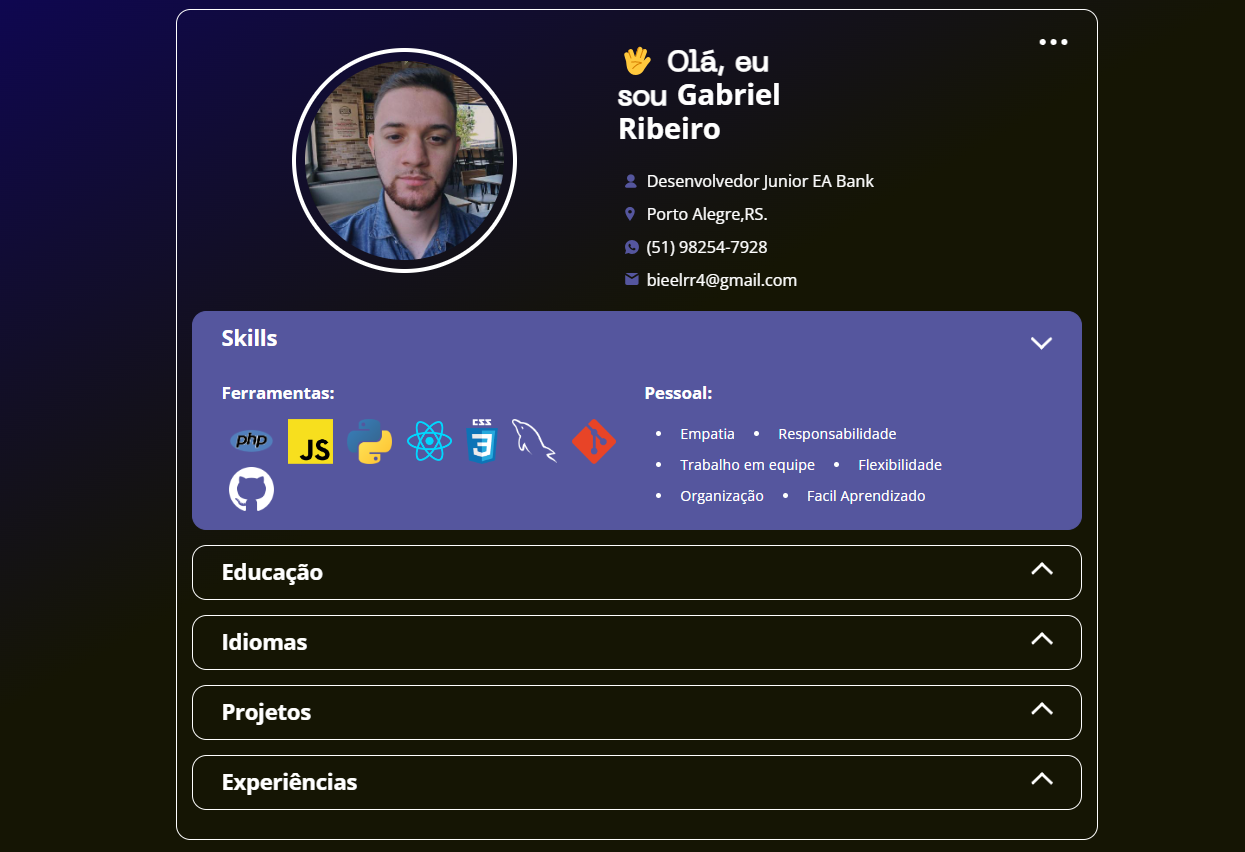 Olá, eu
sou Gabriel
Ribeiro
Desenvolvedor Junior EA Bank
Porto Alegre,RS.
(51) 98254-7928
bieelrr4@gmail.com
Skills
Ferramentas:
php
JS
CSS
3
Pessoal:
• Empatia • Responsabilidade
• Trabalho em equipe • Flexibilidade
• Organização • Facil Aprendizado
Educação
Idiomas
Projetos
Experiências